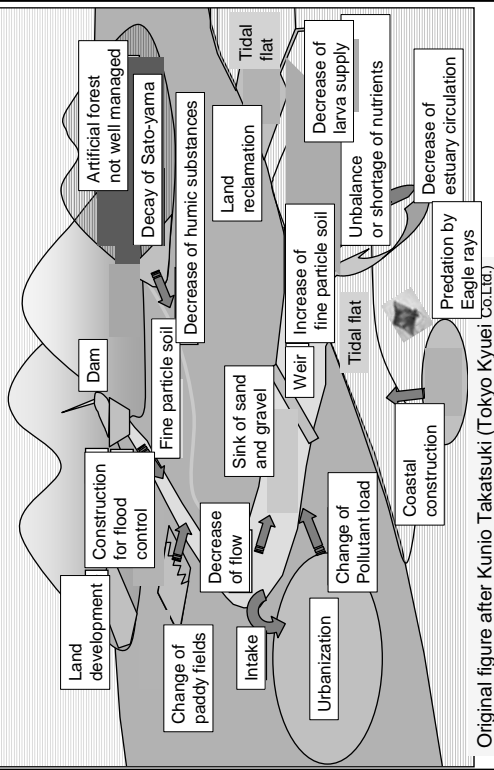 Land
development
Construction
for flood
control
Dam
Artificial forest
not well managed
Decay of Sato-yama
Fine particle soil
Decrease of humic substances
Change of
paddy fields
Decrease
of flow
Sink of sand
and gravel
Land
reclamation
Tidal
flat
Intake
Weir
Increase of
fine particle soil
Decrease of
larva supply
Urbanization
Change of
Pollutant load
Tidal flat
Unbalance
or shortage of nutrients
Coastal
construction
Predation by
Eagle rays
Decrease of
estuary circulation
Original figure after Kunio Takatsuki (Tokyo Kyuei Co.Ltd.)